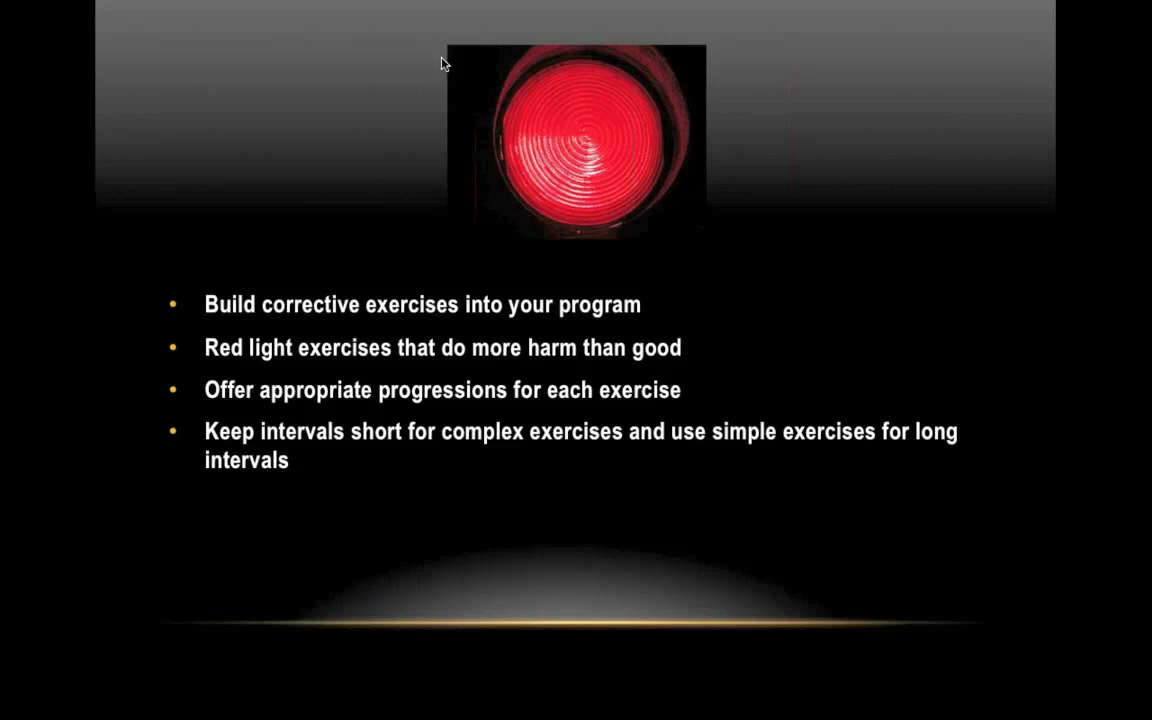 • Build corrective exercises into your program
• Red light exercises that do more harm than good
• Offer appropriate progressions for each exercise
• Keep intervals short for complex exercises and use simple exercises for long
intervals